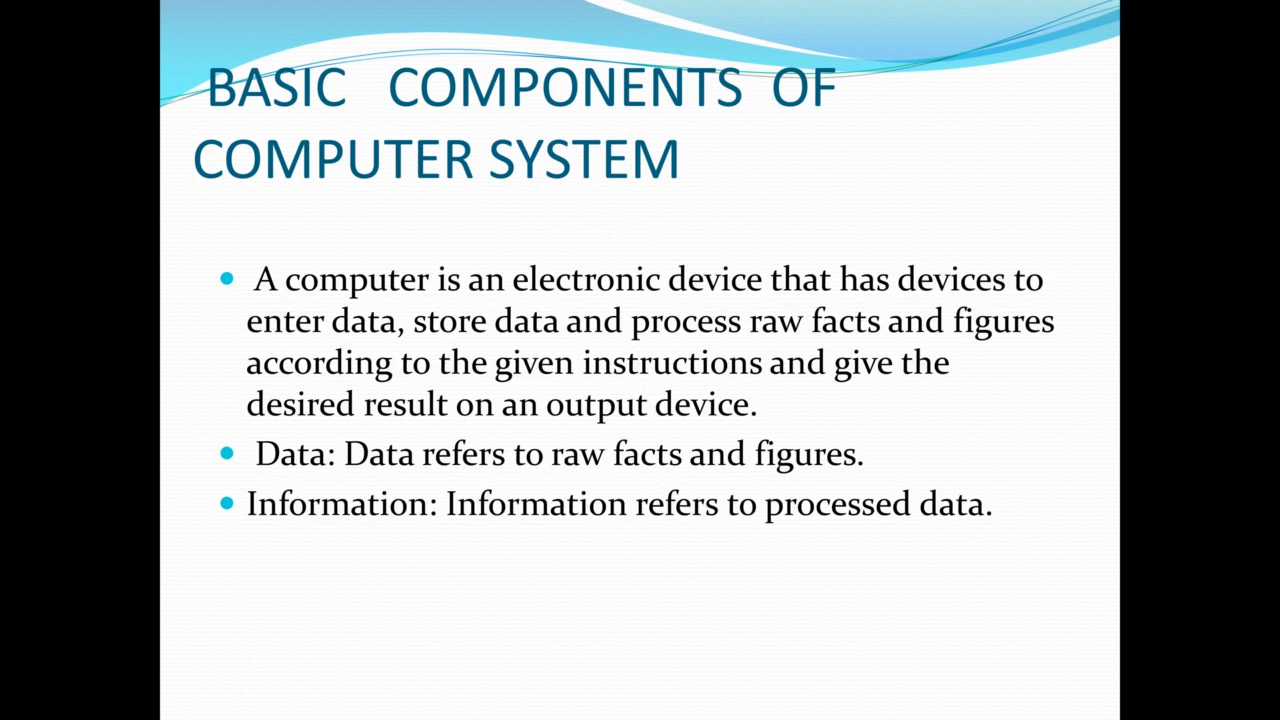 BASIC COMPONENTS OF
COMPUTER SYSTEM
A computer is an electronic device that has devices to
enter data, store data and process raw facts and figures
according to the given instructions and give the
desired result on an output device.
Data: Data refers to raw facts and figures.
Information: Information refers to processed data.